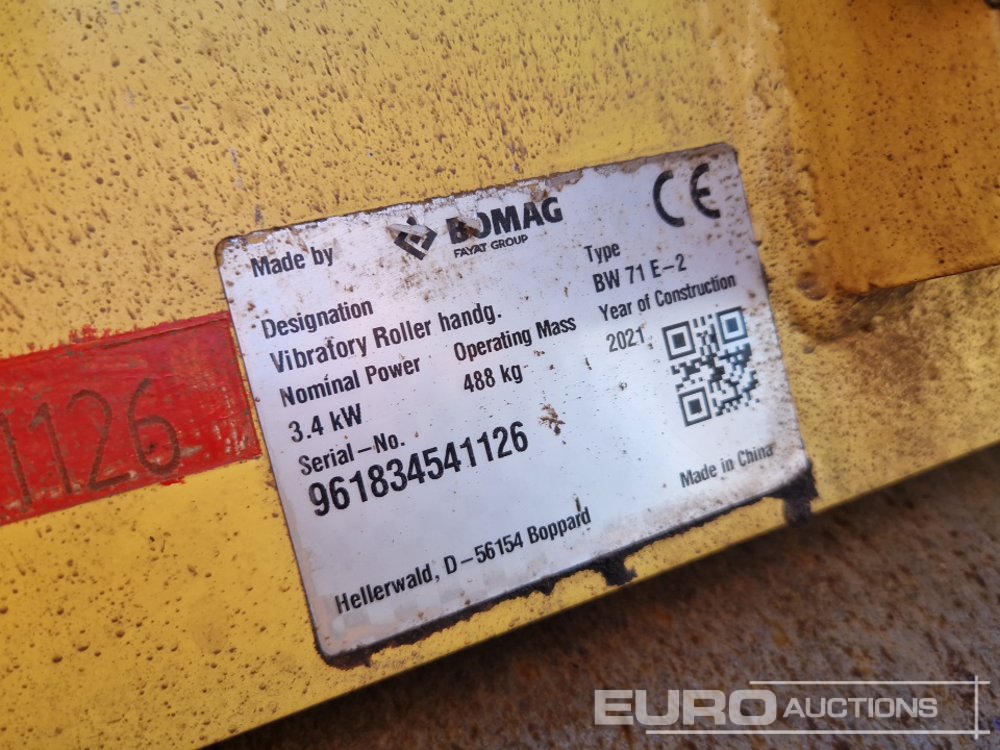 Made by BOMAG
FAYAT GROUP
CE
Designation
Type
Vibratory Roller handg.
BW 71 E-2
Nominal Power
Operating Mass
Year of Construction
3.4 kW
488 kg
2021
Serial-No.
961834541126
Made in China
Hellerwald, D-56154 Boppard
1126
EURO AUCTIONS